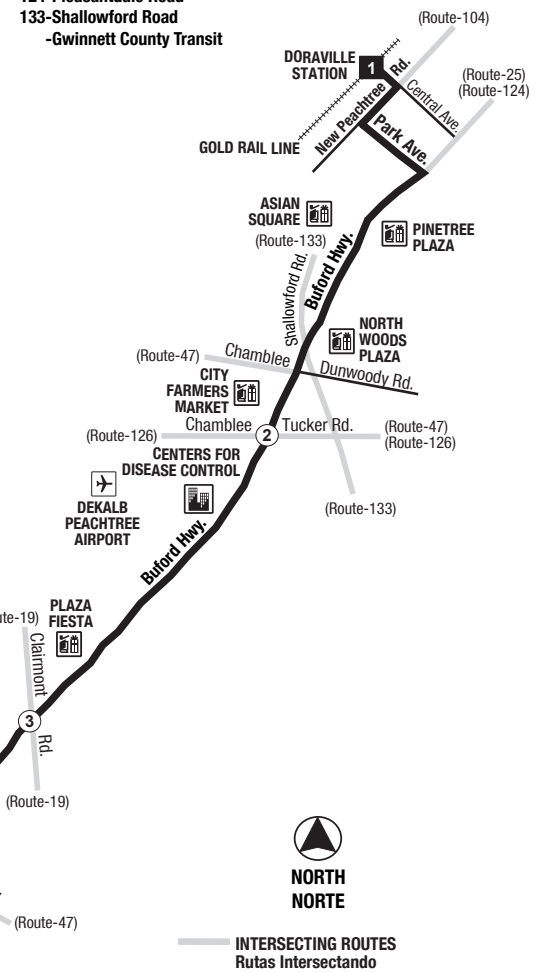 133-Shallowford Road
-Gwinnett County Transit
(Route-104)
DORAVILLE
STATION
1
New Peachtree Rd.
Central Ave.
(Route-25)
(Route-124)
GOLD RAIL LINE
Park Ave.
ASIAN
SQUARE
(Route-133)
PINETREE
PLAZA
Shallowford Rd.
Buford Hwy.
NORTH
WOODS
PLAZA
(Route-47)
Chamblee
Dunwoody Rd.
CITY
FARMERS
MARKET
(Route-126)
Chamblee
2
Tucker Rd.
(Route-47)
(Route-126)
CENTERS FOR
DISEASE CONTROL
DEKALB
PEACHTREE
AIRPORT
(Route-133)
Buford Hwy.
PLAZA
FIESTA
te-19)
Clairmont
3
Rd.
(Route-19)
NORTH
NORTE
(Route-47)
INTERSECTING ROUTES
Rutas Intersectando